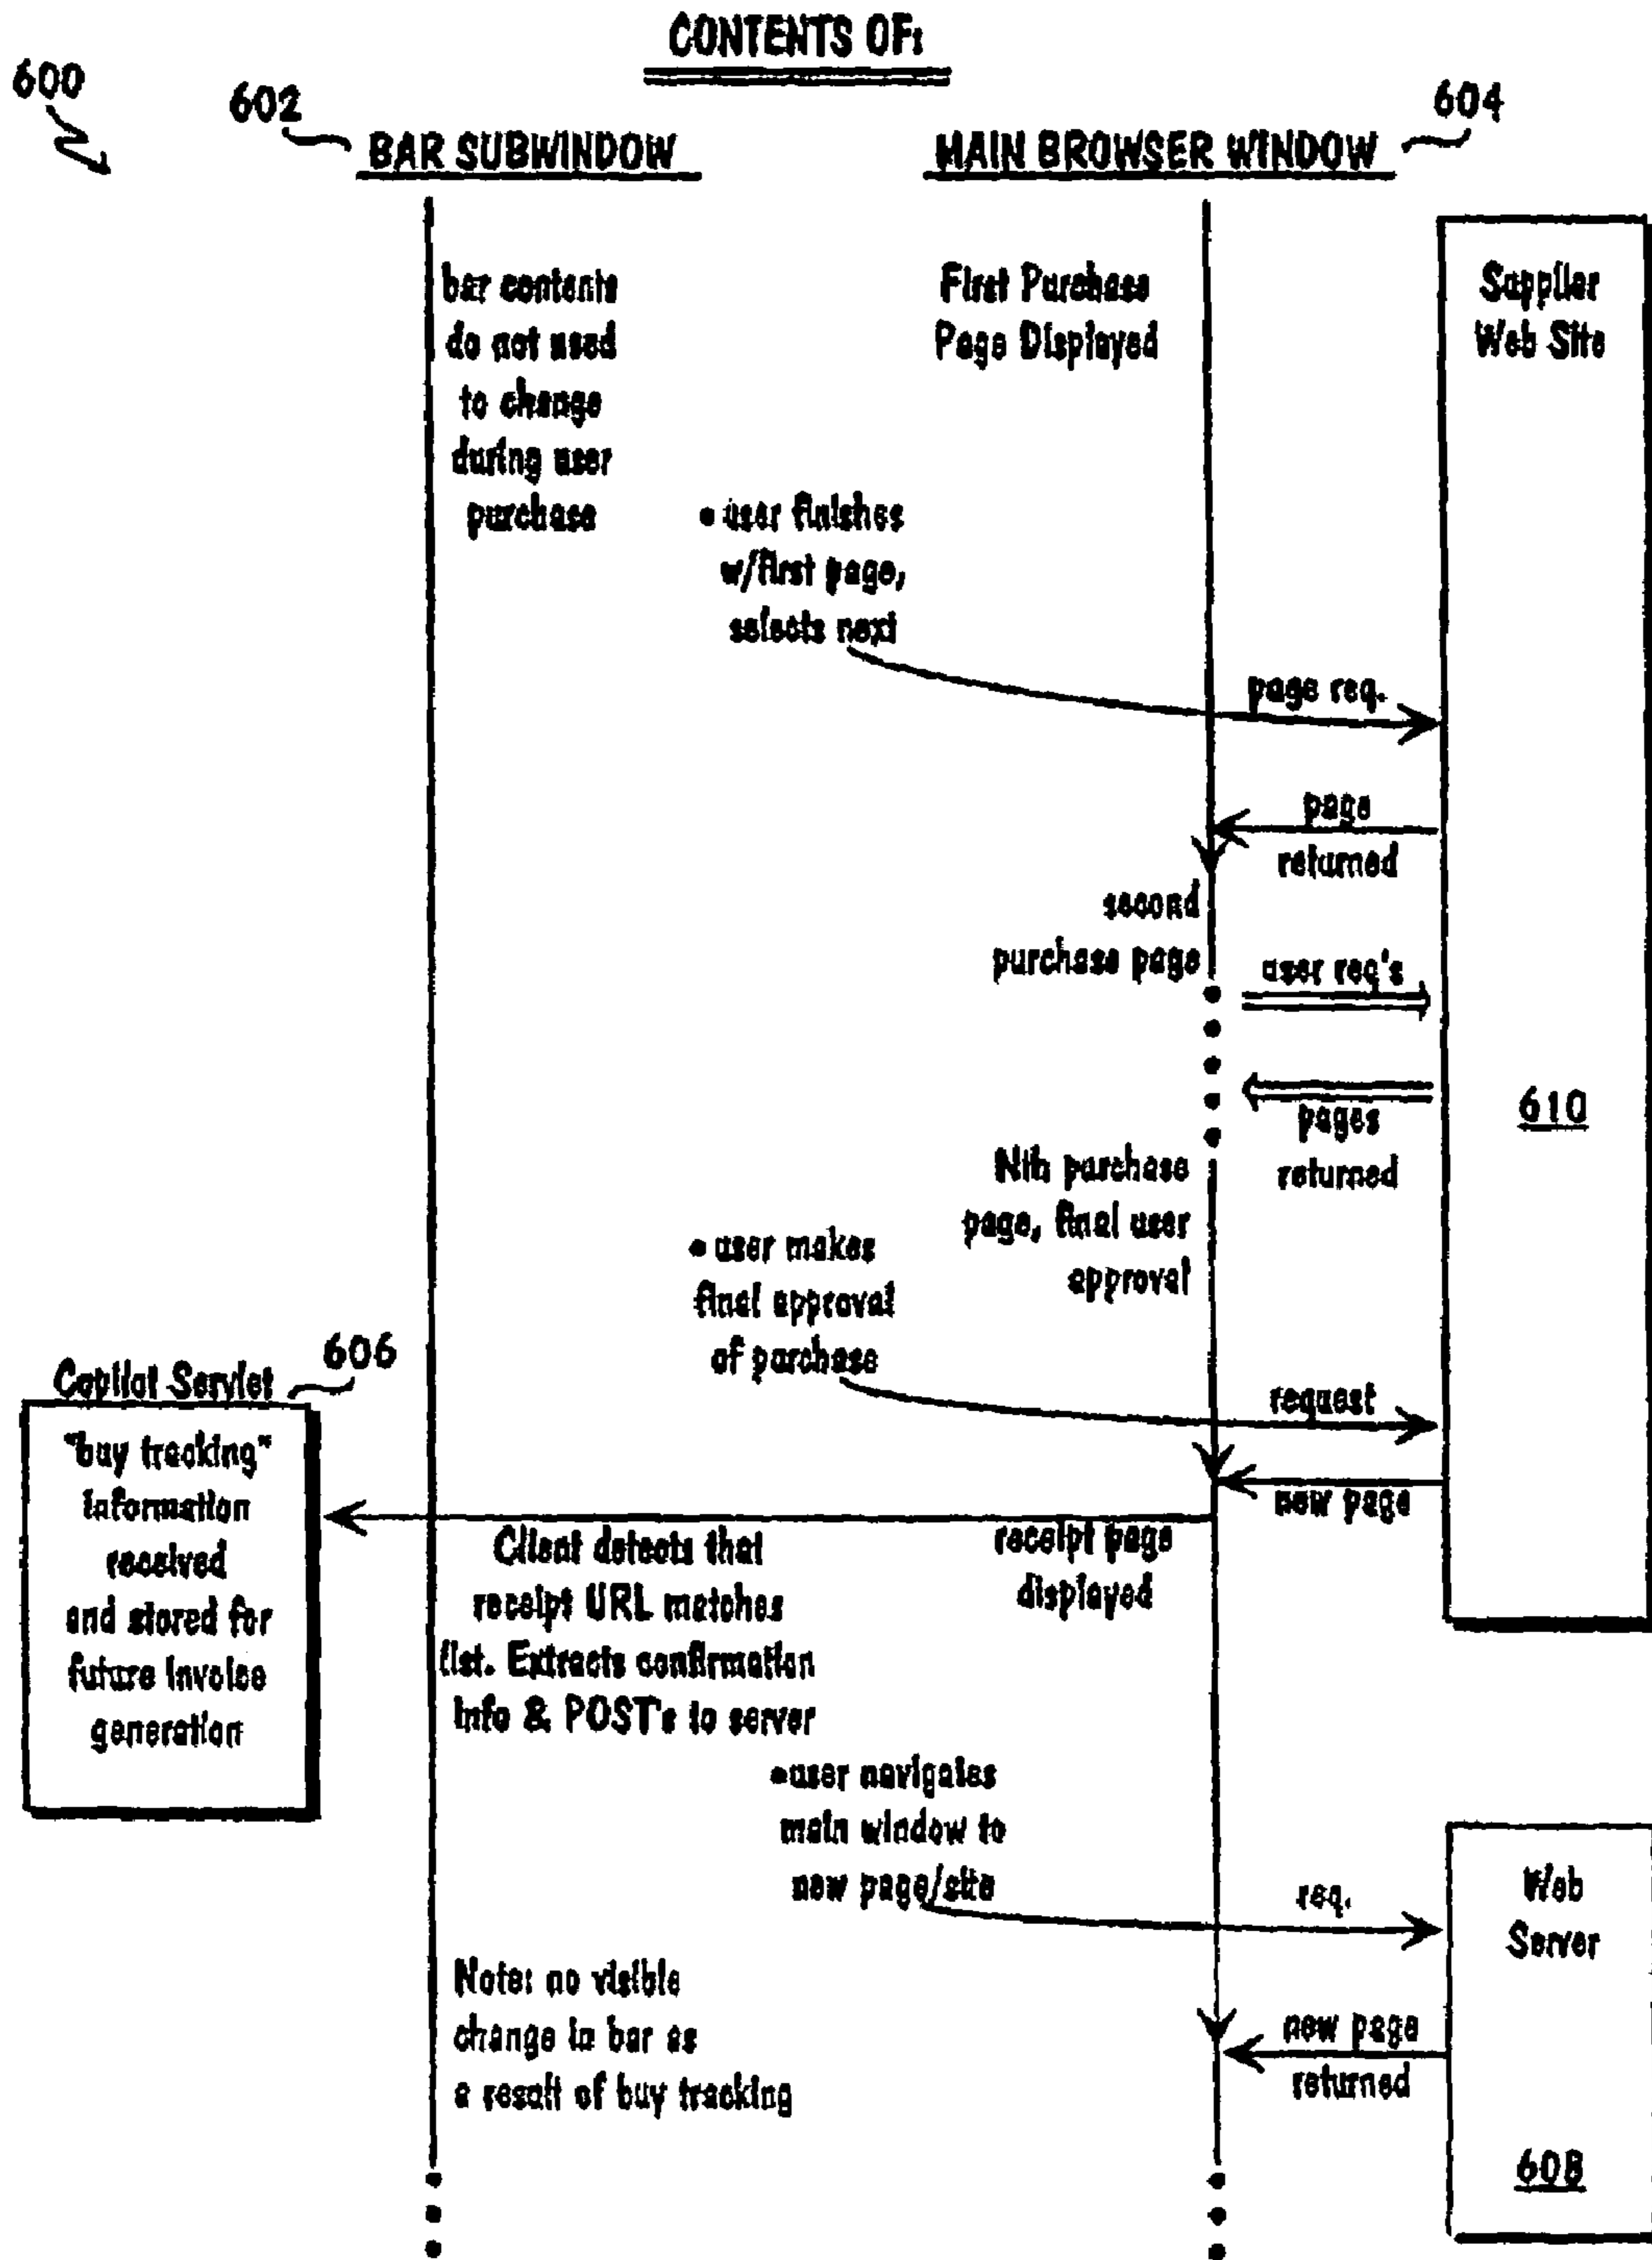 CONTENTS OF:
600
602
BAR SUBWINDOW
MAIN BROWSER WINDOW
604
bar contents
do not used
to change
during user
purchase
First Purchase
Page Displayed
Supplier
Web Site
• user finishes
w/first page,
selects next
page req.
page
returned
second
purchase page
user req's
pages
returned
610
Nth purchase
page, final user
approval
• user makes
final approval
of purchase
request
new page
Copilot Servlet
606
"buy tracking"
information
received
and stored for
future invoice
generation
Client detects that
receipt URL matches
list. Extracts confirmation
info & POST's to server
receipt page
displayed
• user navigates
main window to
new page/site
req.
Web
Server
Note: no visible
change in bar as
a result of buy tracking
new page
returned
608